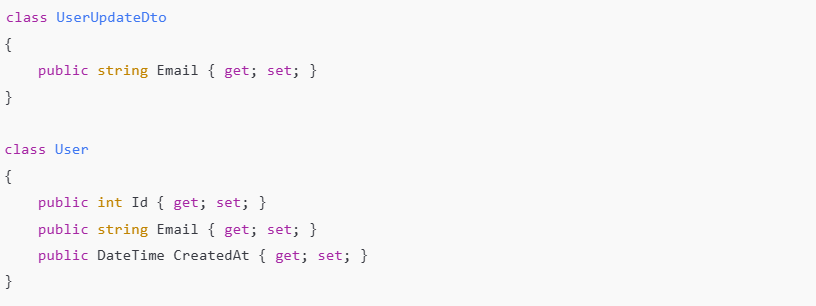 class UserUpdateDto
{
    public string Email { get; set; }
}

class User
{
    public int Id { get; set; }
    public string Email { get; set; }
    public DateTime CreatedAt { get; set; }
}